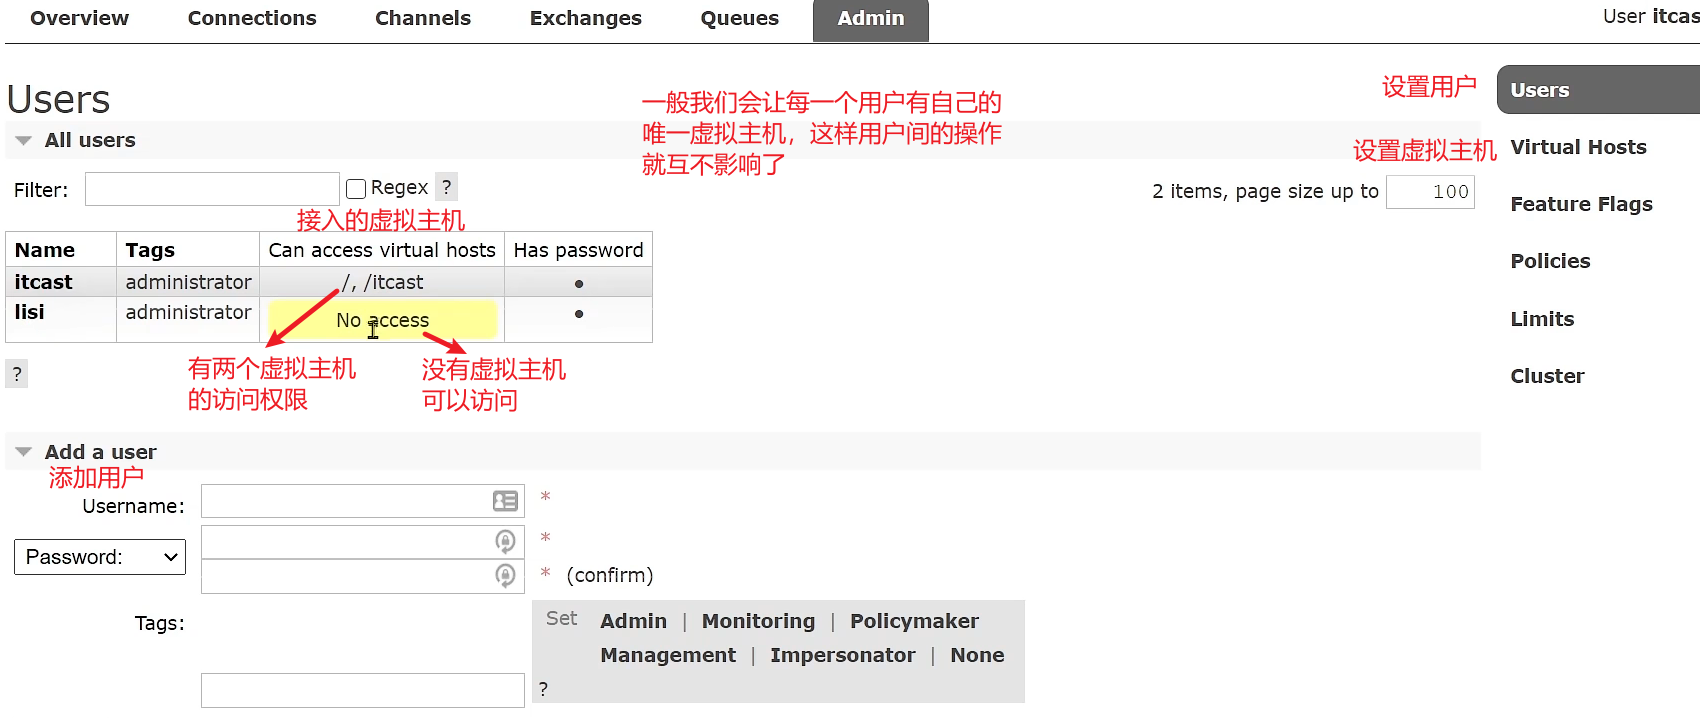 Overview Connections Channels Exchanges Queues Admin User itcas
Users
一般我们会让每一个用户有自己的
唯一虚拟主机，这样用户间的操作
就互不影响了
设置用户
Users
All users
设置虚拟主机
Virtual Hosts
Filter: Regex ?
2 items, page size up to 100
Feature Flags
接入的虚拟主机
Name Tags Can access virtual hosts Has password
Policies
itcast administrator /, /itcast ●
lisi administrator No access ●
Limits
有两个虚拟主机
的访问权限
没有虚拟主机
可以访问
?
Cluster
Add a user
添加用户
Username: *
Password: *
* (confirm)
Tags:
Set Admin | Monitoring | Policymaker
Management | Impersonator | None
?